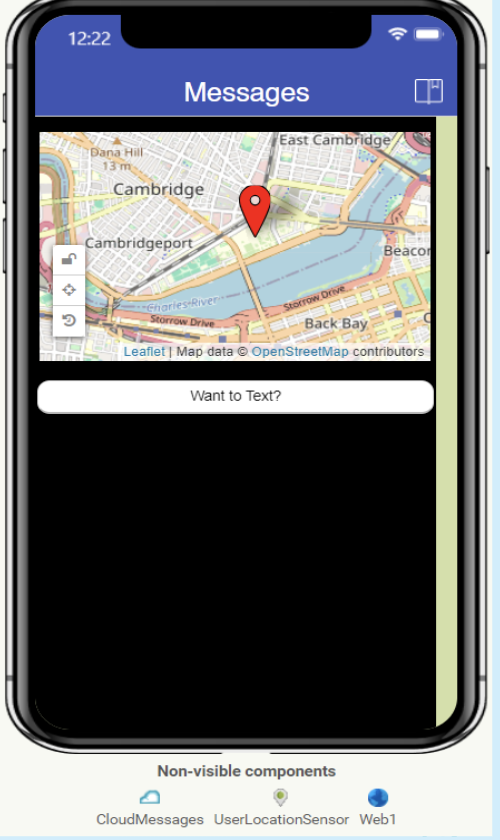 12:22
Messages
East Cambridge
Dana Hill
13 m
Cambridge
Cambridgeport
Beacon
Charles River
Storrow Drive
Storrow Drive
Back Bay
Leaflet | Map data © OpenStreetMap contributors
Want to Text?
Non-visible components
CloudMessages UserLocationSensor Web1